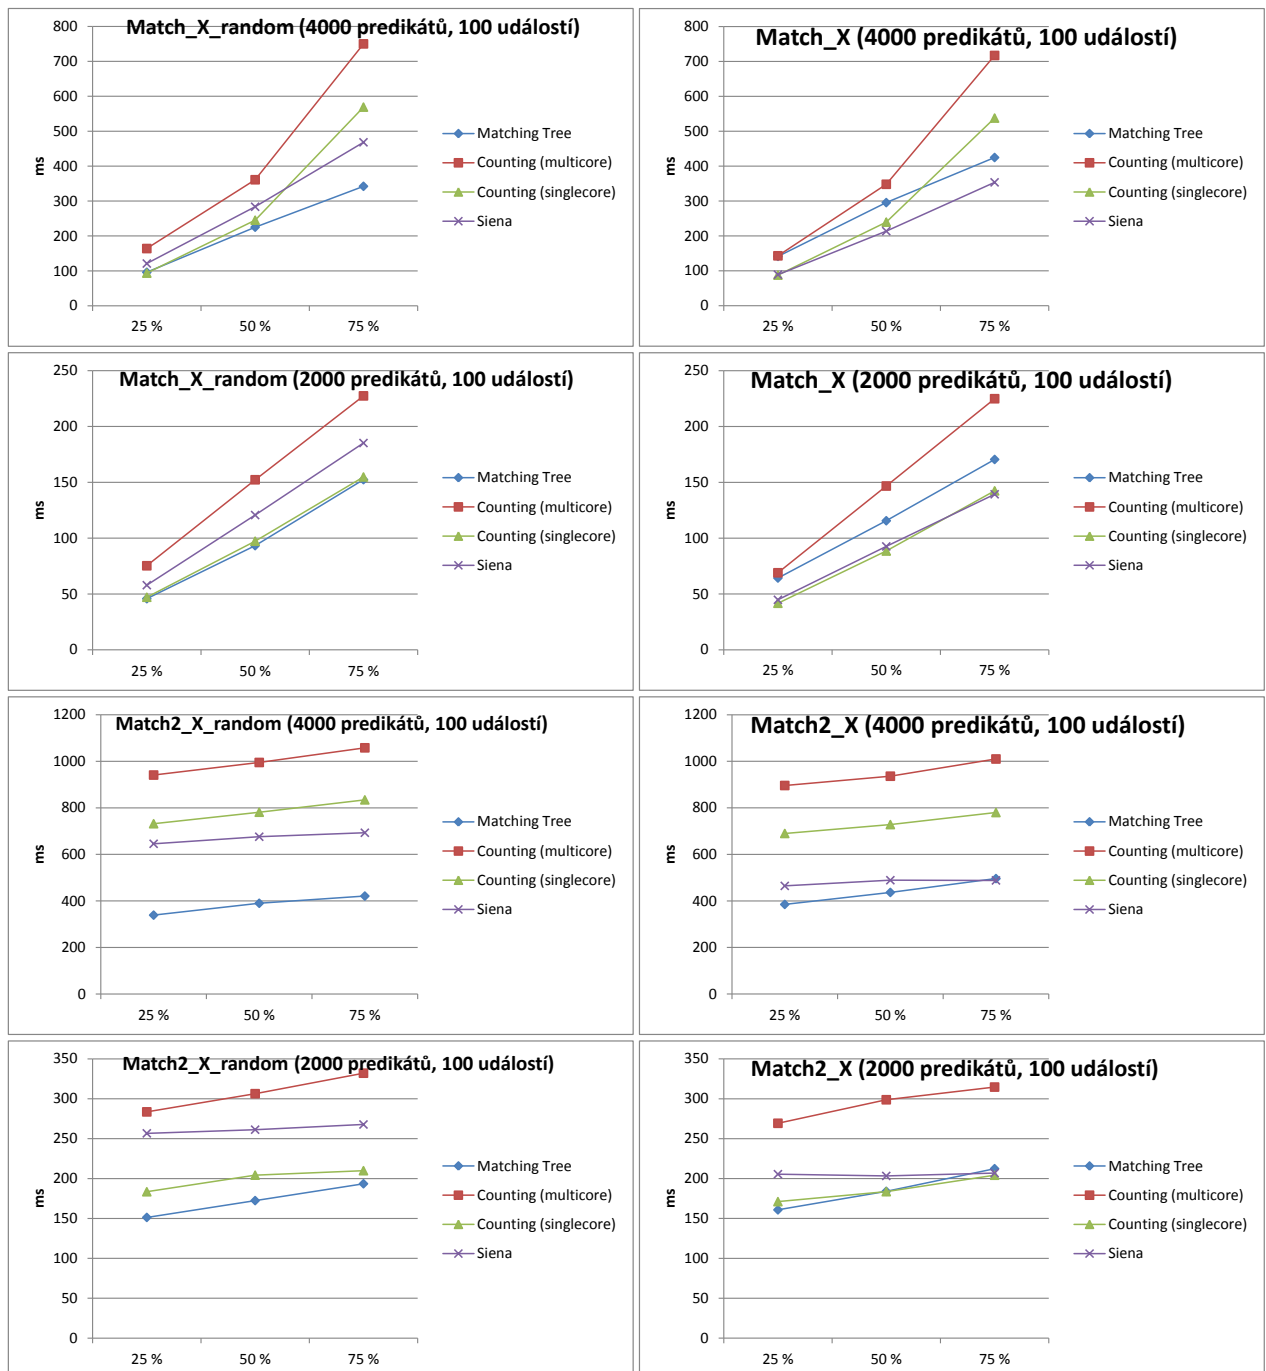 Match_X_random (4000 predikátů, 100 událostí)
800
700
600
500
400
300
200
100
0
ms
25 %
50 %
75 %
Matching Tree
Counting (multicore)
Counting (singlecore)
Siena
Match_X (4000 predikátů, 100 událostí)
800
700
600
500
400
300
200
100
0
ms
25 %
50 %
75 %
Matching Tree
Counting (multicore)
Counting (singlecore)
Siena
Match_X_random (2000 predikátů, 100 událostí)
250
200
150
100
50
0
ms
25 %
50 %
75 %
Matching Tree
Counting (multicore)
Counting (singlecore)
Siena
Match_X (2000 predikátů, 100 událostí)
250
200
150
100
50
0
ms
25 %
50 %
75 %
Matching Tree
Counting (multicore)
Counting (singlecore)
Siena
Match2_X_random (4000 predikátů, 100 událostí)
1200
1000
800
600
400
200
0
ms
25 %
50 %
75 %
Matching Tree
Counting (multicore)
Counting (singlecore)
Siena
Match2_X (4000 predikátů, 100 událostí)
1200
1000
800
600
400
200
0
ms
25 %
50 %
75 %
Matching Tree
Counting (multicore)
Counting (singlecore)
Siena
Match2_X_random (2000 predikátů, 100 událostí)
350
300
250
200
150
100
50
0
ms
25 %
50 %
75 %
Matching Tree
Counting (multicore)
Counting (singlecore)
Siena
Match2_X (2000 predikátů, 100 událostí)
350
300
250
200
150
100
50
0
ms
25 %
50 %
75 %
Matching Tree
Counting (multicore)
Counting (singlecore)
Siena